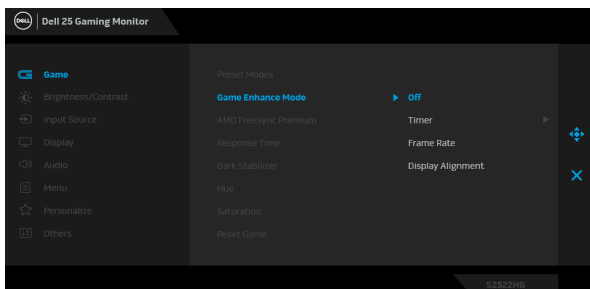 DELL
Dell 25 Gaming Monitor
Game
Brightness/Contrast
Input Source
Display
Audio
Menu
Personalize
Others
Preset Modes
Game Enhance Mode
AMD FreeSync Premium
Response Time
Dark Stabilizer
Hue
Saturation
Reset Game
Off
Timer
Frame Rate
Display Alignment
S2522HG